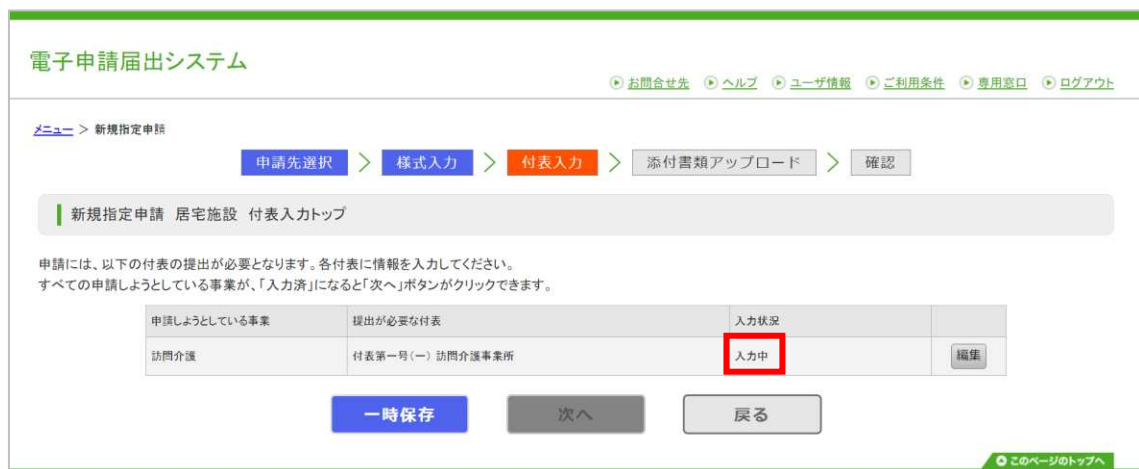 電子申請届出システム
お問合せ先 ヘルプ ユーザ情報 ご利用条件 専用窓口 ログアウト
メニュー > 新規指定申請
申請先選択 > 様式入力 > 付表入力 > 添付書類アップロード > 確認
新規指定申請 居宅施設 付表入力トップ
申請には、以下の付表の提出が必要となります。各付表に情報を入力してください。
すべての申請しようとしている事業が、「入力済」になると「次へ」ボタンがクリックできます。
申請しようとしている事業 提出が必要な付表 入力状況
訪問介護 付表第一号(一) 訪問介護事業所 入力中 編集
一時保存 次へ 戻る
このページのトップへ